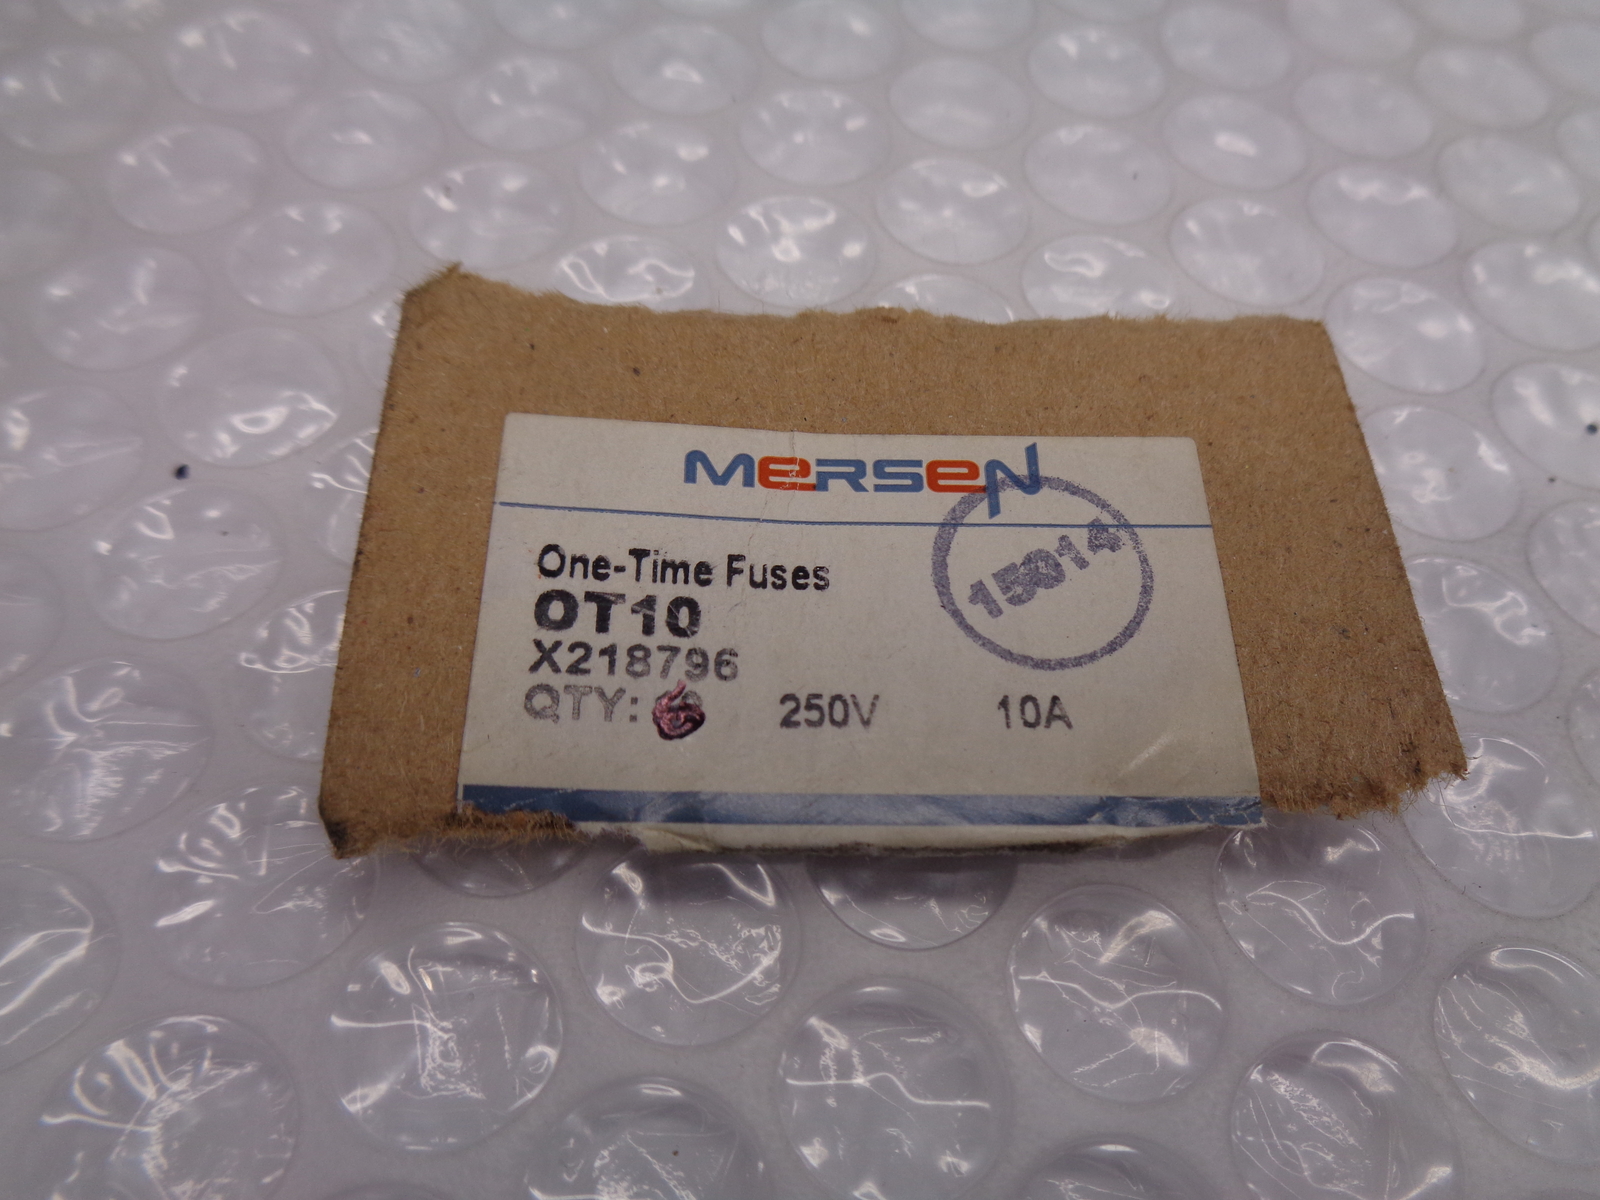 MERSEN
One-Time Fuses
OT10
X218796
QTY: 250V 10A
15014